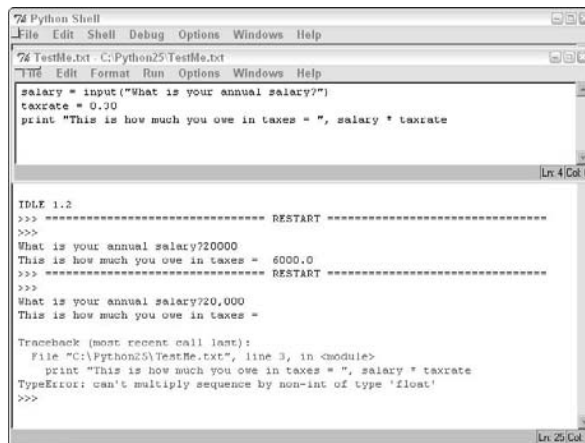 76 Python Shell
File Edit Shell Debug Options Windows Help
76 TestMe.txt - C:\Python25\TestMe.txt
File Edit Format Run Options Windows Help
salary = input("What is your annual salary?")
taxrate = 0.30
print "This is how much you owe in taxes = ", salary * taxrate
Ln: 4 Col:
IDLE 1.2
>>> ================================ RESTART ================================
>>>
What is your annual salary?20000
This is how much you owe in taxes =  6000.0
>>> ================================ RESTART ================================
>>>
What is your annual salary?20,000
This is how much you owe in taxes =
Traceback (most recent call last):
  File "C:\Python25\TestMe.txt", line 3, in <module>
    print "This is how much you owe in taxes = ", salary * taxrate
TypeError: can't multiply sequence by non-int of type 'float'
>>>
Ln: 25 Col: